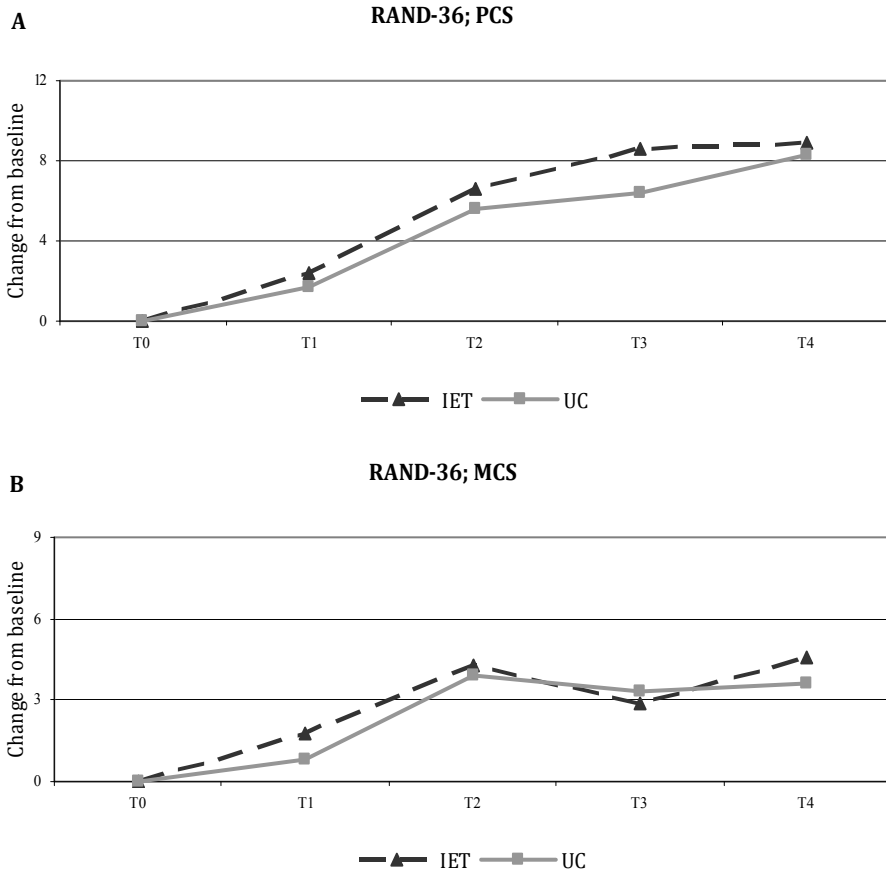 A
RAND-36; PCS
Change from baseline
12
8
4
0
T0 T1 T2 T3 T4
IET UC
B
RAND-36; MCS
Change from baseline
9
6
3
0
T0 T1 T2 T3 T4
IET UC